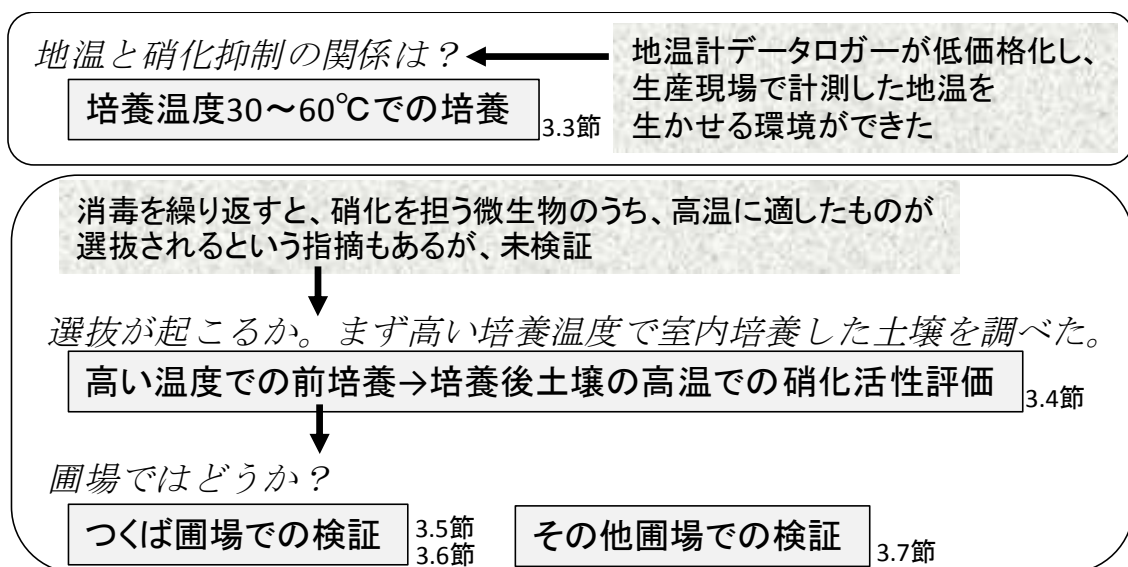 地温と硝化抑制の関係は？
地温計データロガーが低価格化し、
生産現場で計測した地温を
生かせる環境ができた
培養温度30～60℃での培養
3.3節
消毒を繰り返すと、硝化を担う微生物のうち、高温に適したものが
選抜されるという指摘もあるが、未検証
選抜が起こるか。まず高い培養温度で室内培養した土壌を調べた。
高い温度での前培養→培養後土壌の高温での硝化活性評価
3.4節
圃場ではどうか？
つくば圃場での検証
3.5節
3.6節
その他圃場での検証
3.7節